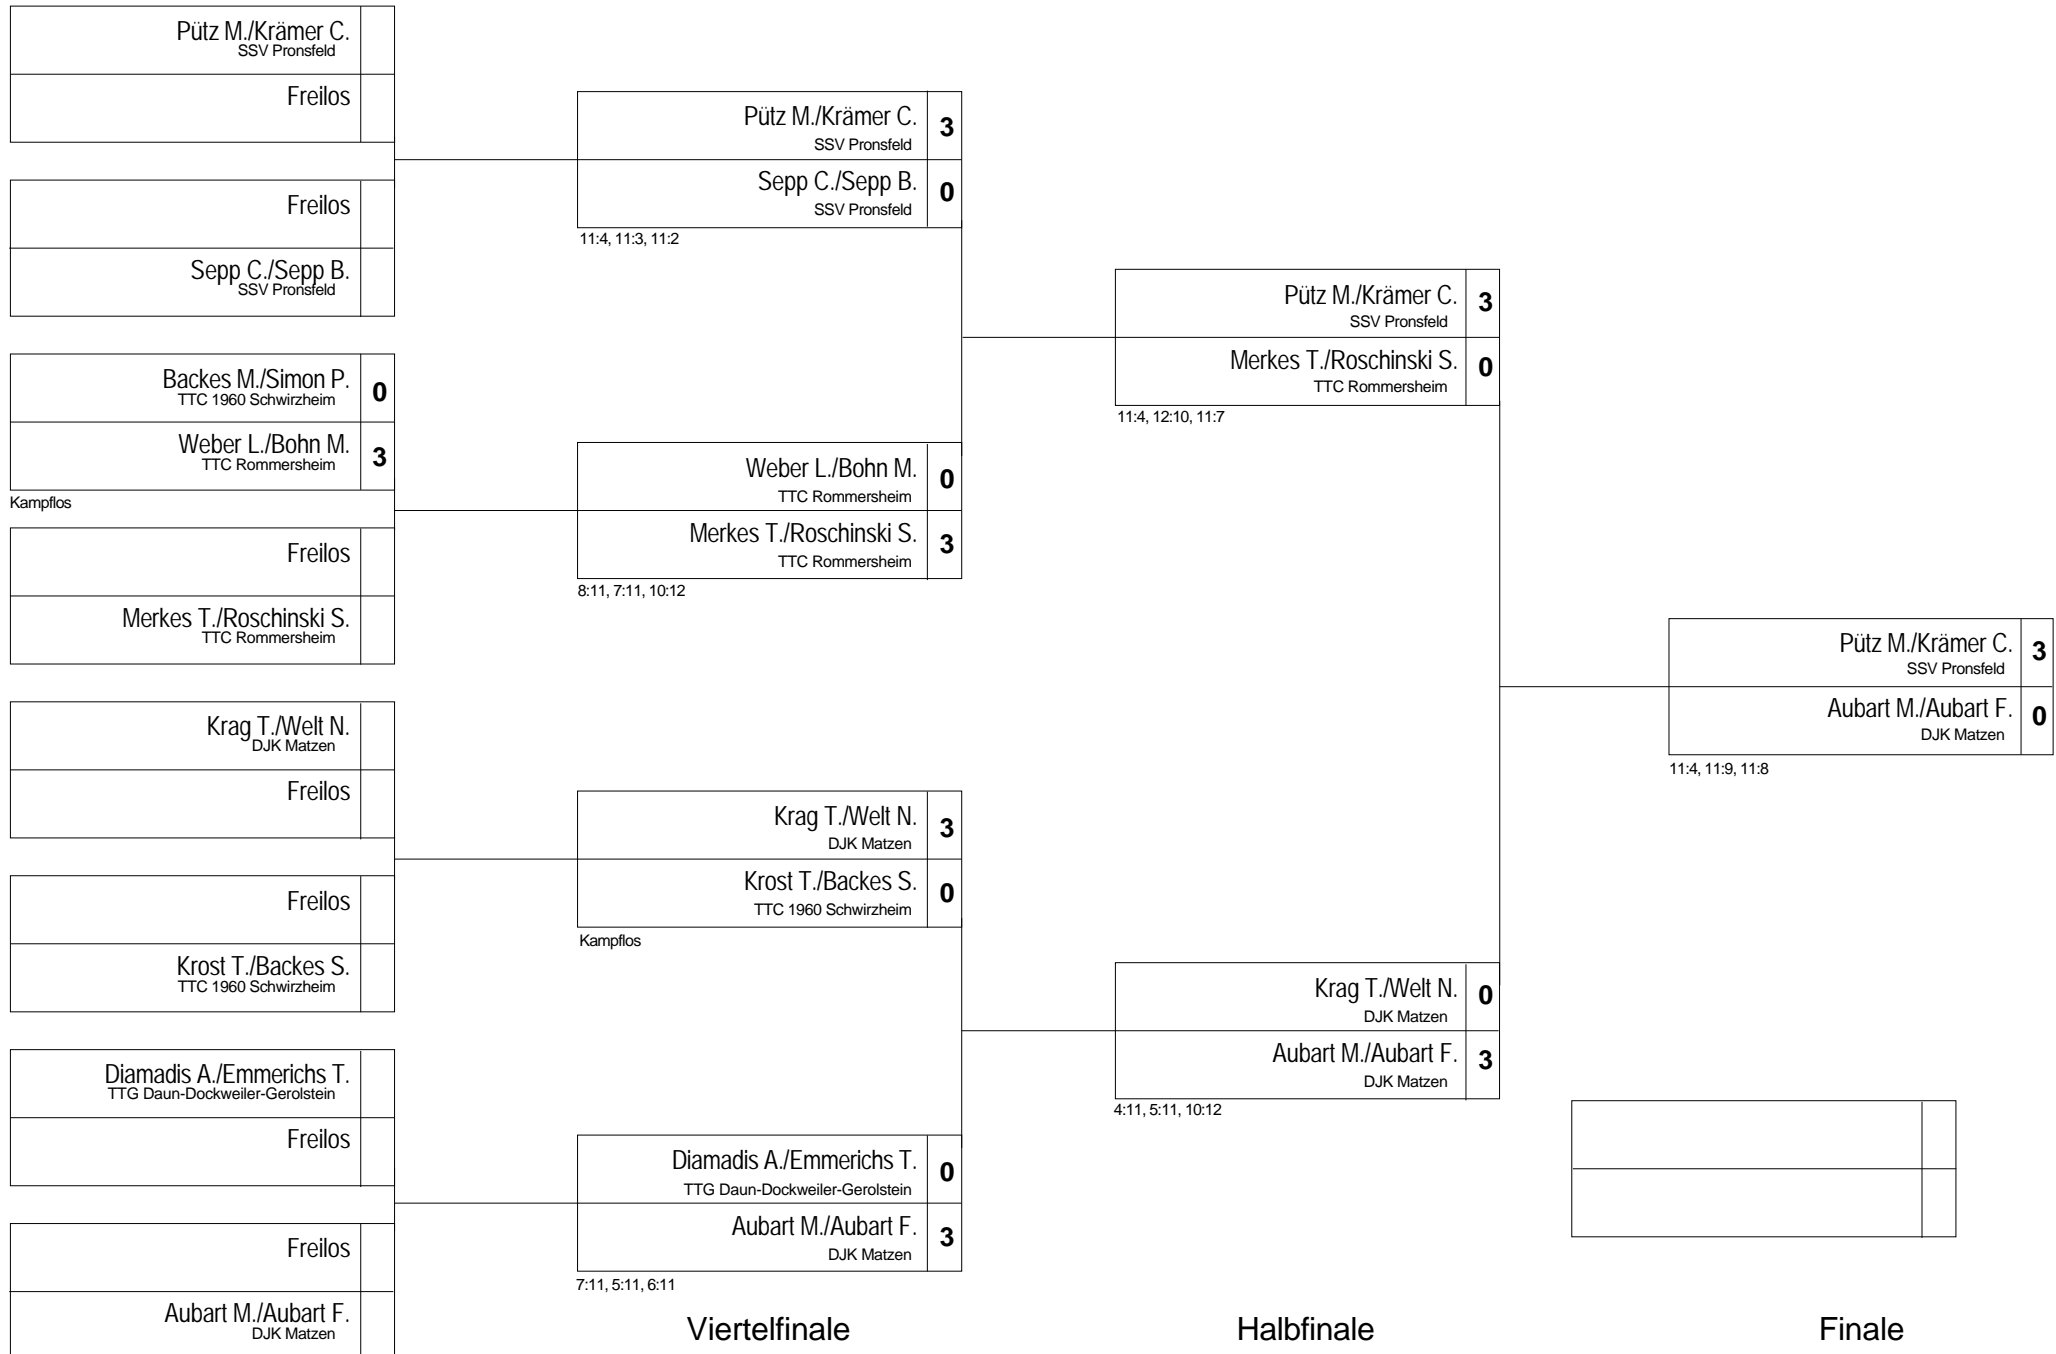 Pütz M./Krämer C.
SSV Pronsfeld
Freilos
Freilos
Sepp C./Sepp B.
SSV Pronsfeld
Backes M./Simon P.
TTC 1960 Schwirzheim
0
Weber L./Bohn M.
TTC Rommersheim
3
Kampflos
Freilos
Merkes T./Roschinski S.
TTC Rommersheim
Krag T./Welt N.
DJK Matzen
Freilos
Freilos
Krost T./Backes S.
TTC 1960 Schwirzheim
Diamadis A./Emmerichs T.
TTG Daun-Dockweiler-Gerolstein
Freilos
Freilos
Aubart M./Aubart F.
DJK Matzen
Pütz M./Krämer C.
SSV Pronsfeld
3
Sepp C./Sepp B.
SSV Pronsfeld
0
11:4, 11:3, 11:2
Weber L./Bohn M.
TTC Rommersheim
0
Merkes T./Roschinski S.
TTC Rommersheim
3
8:11, 7:11, 10:12
Krag T./Welt N.
DJK Matzen
3
Krost T./Backes S.
TTC 1960 Schwirzheim
0
Kampflos
Diamadis A./Emmerichs T.
TTG Daun-Dockweiler-Gerolstein
0
Aubart M./Aubart F.
DJK Matzen
3
7:11, 5:11, 6:11
Viertelfinale
Pütz M./Krämer C.
SSV Pronsfeld
3
Merkes T./Roschinski S.
TTC Rommersheim
0
11:4, 12:10, 11:7
Krag T./Welt N.
DJK Matzen
0
Aubart M./Aubart F.
DJK Matzen
3
4:11, 5:11, 10:12
Halbfinale
Pütz M./Krämer C.
SSV Pronsfeld
3
Aubart M./Aubart F.
DJK Matzen
0
11:4, 11:9, 11:8
Finale